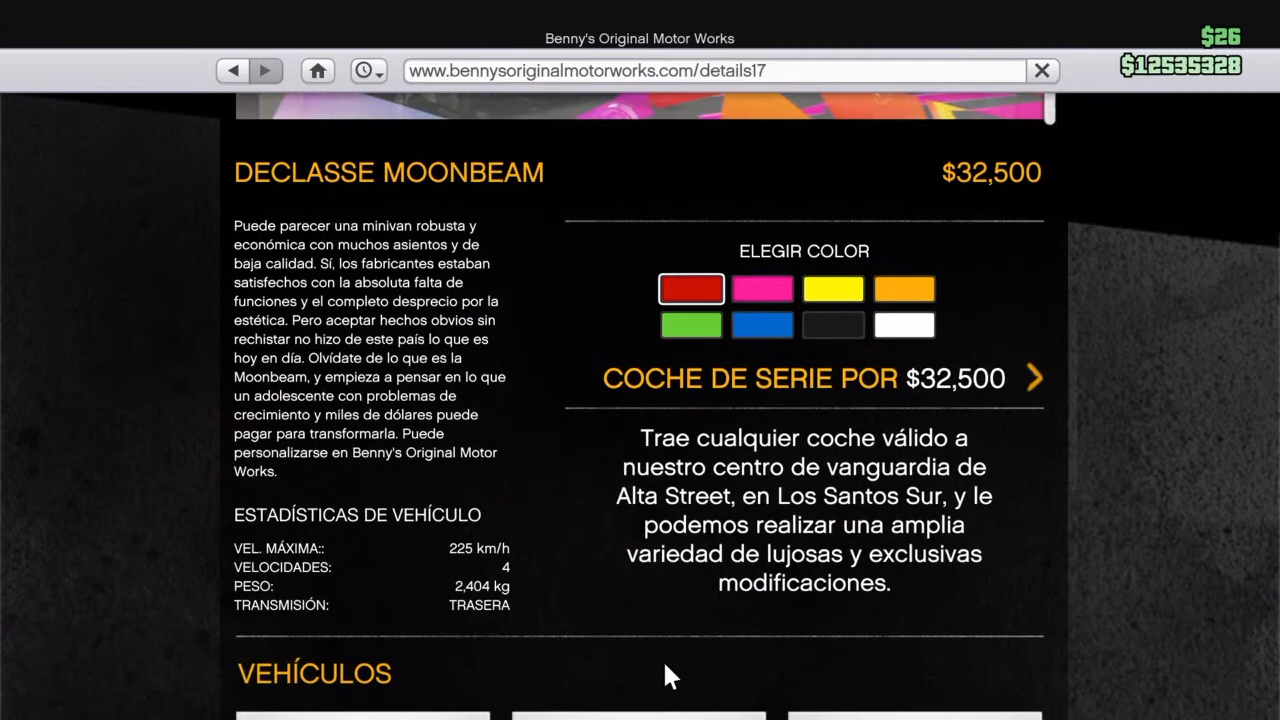 Benny's Original Motor Works
$26
www.bennysoriginalmotorworks.com/details17
$12535328
DECLASSE MOONBEAM
$32,500
Puede parecer una minivan robusta y
económica con muchos asientos y de
baja calidad. Sí, los fabricantes estaban
satisfechos con la absoluta falta de
funciones y el completo desprecio por la
estética. Pero aceptar hechos obvios sin
rechistar no hizo de este país lo que es
hoy en día. Olvídate de lo que es la
Moonbeam, y empieza a pensar en lo que
un adolescente con problemas de
crecimiento y miles de dólares puede
pagar para transformarla. Puede
personalizarse en Benny's Original Motor
Works.
ESTADÍSTICAS DE VEHÍCULO
VEL. MÁXIMA:: 225 km/h
VELOCIDADES: 4
PESO: 2,404 kg
TRANSMISIÓN: TRASERA
ELEGIR COLOR
COCHE DE SERIE POR $32,500
Trae cualquier coche válido a
nuestro centro de vanguardia de
Alta Street, en Los Santos Sur, y le
podemos realizar una amplia
variedad de lujosas y exclusivas
modificaciones.
VEHÍCULOS